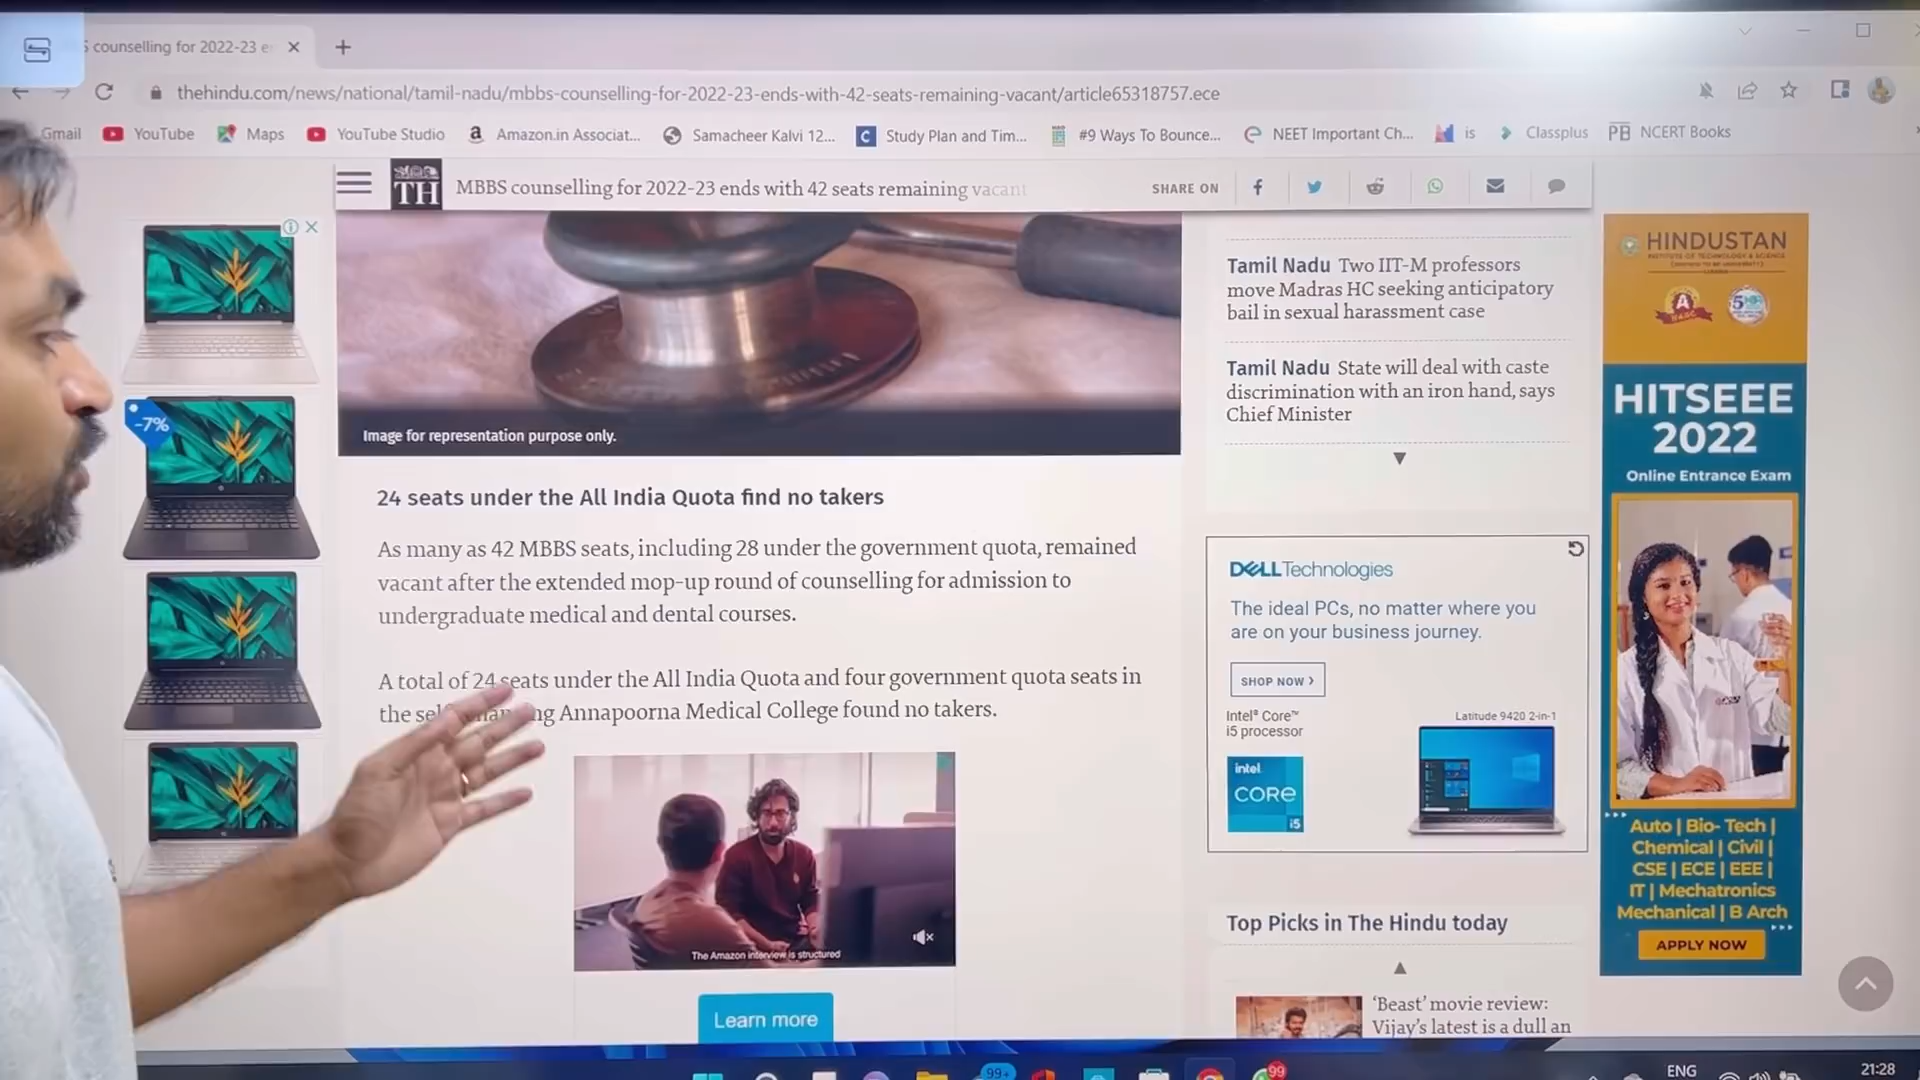 counselling for 2022-23 e
thehindu.com/news/national/tamil-nadu/mbbs-counselling-for-2022-23-ends-with-42-seats-remaining-vacant/article65318757.ece
Gmail YouTube Maps YouTube Studio Amazon.in Associat... Samacheer Kalvi 12... Study Plan and Tim... #9 Ways To Bounce... NEET Important Ch... is Classplus NCERT Books
TH MBBS counselling for 2022-23 ends with 42 seats remaining vacant SHARE ON
-7%
Image for representation purpose only.
24 seats under the All India Quota find no takers
As many as 42 MBBS seats, including 28 under the government quota, remained
vacant after the extended mop-up round of counselling for admission to
undergraduate medical and dental courses.
A total of 24 seats under the All India Quota and four government quota seats in
the Annapoorna Medical College found no takers.
The Amazon interview is structured
Learn more
Tamil Nadu Two IIT-M professors
move Madras HC seeking anticipatory
bail in sexual harassment case
Tamil Nadu State will deal with caste
discrimination with an iron hand, says
Chief Minister
DELL Technologies
The ideal PCs, no matter where you
are on your business journey.
SHOP NOW
Intel® Core™
i5 processor
Latitude 9420 2-in-1
intel
CORE
i5
Top Picks in The Hindu today
'Beast' movie review:
Vijay's latest is a dull an
HINDUSTAN
INSTITUTE OF TECHNOLOGY & SCIENCE
HITSEEE
2022
Online Entrance Exam
Auto | Bio- Tech |
Chemical | Civil |
CSE | ECE | EEE |
IT | Mechatronics
Mechanical | B Arch
APPLY NOW
99+
99
ENG
21:28